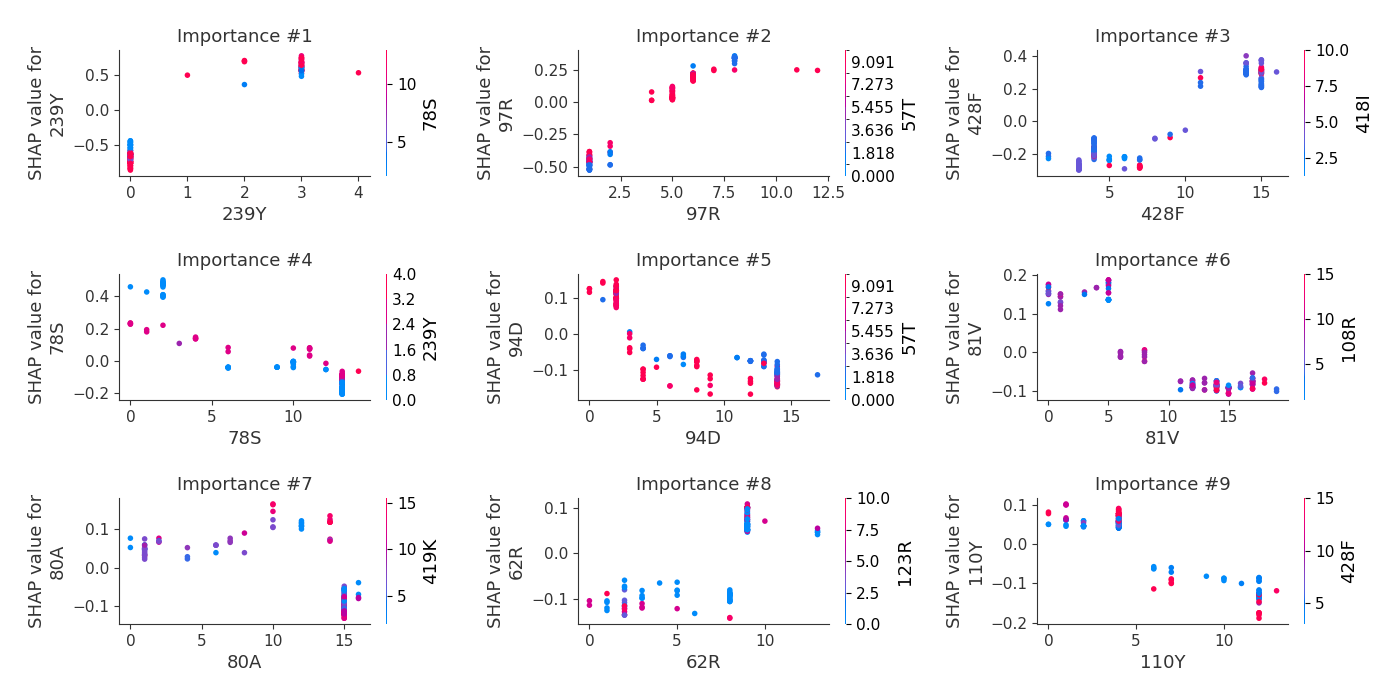 Importance #1
SHAP value for
239Y
0.5
0.0
−0.5
0 1 2 3 4
239Y
10
5
78S
Importance #2
SHAP value for
97R
0.25
0.00
−0.25
−0.50
2.5 5.0 7.5 10.0 12.5
97R
9.091
7.273
5.455
3.636
1.818
0.000
57T
Importance #3
SHAP value for
428F
0.4
0.2
0.0
−0.2
5 10 15
428F
10.0
7.5
5.0
2.5
418I
Importance #4
SHAP value for
78S
0.4
0.2
0.0
−0.2
0 5 10
78S
4.0
3.2
2.4
1.6
0.8
0.0
239Y
Importance #5
SHAP value for
94D
0.1
0.0
−0.1
0 5 10 15
94D
9.091
7.273
5.455
3.636
1.818
0.000
57T
Importance #6
SHAP value for
81V
0.2
0.1
0.0
−0.1
0 5 10 15
81V
15
10
5
108R
Importance #7
SHAP value for
80A
0.1
0.0
−0.1
0 5 10 15
80A
15
10
5
419K
Importance #8
SHAP value for
62R
0.1
0.0
−0.1
0 5 10
62R
10.0
7.5
5.0
2.5
0.0
123R
Importance #9
SHAP value for
110Y
0.1
0.0
−0.1
−0.2
0 5 10
110Y
15
10
5
428F